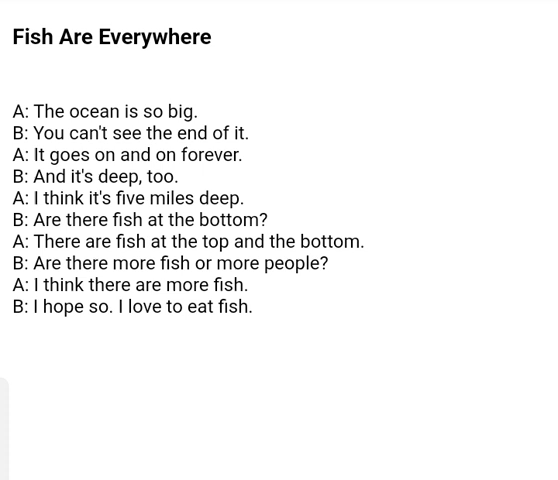 Fish Are Everywhere
A: The ocean is so big.
B: You can't see the end of it.
A: It goes on and on forever.
B: And it's deep, too.
A: I think it's five miles deep.
B: Are there fish at the bottom?
A: There are fish at the top and the bottom.
B: Are there more fish or more people?
A: I think there are more fish.
B: I hope so. I love to eat fish.